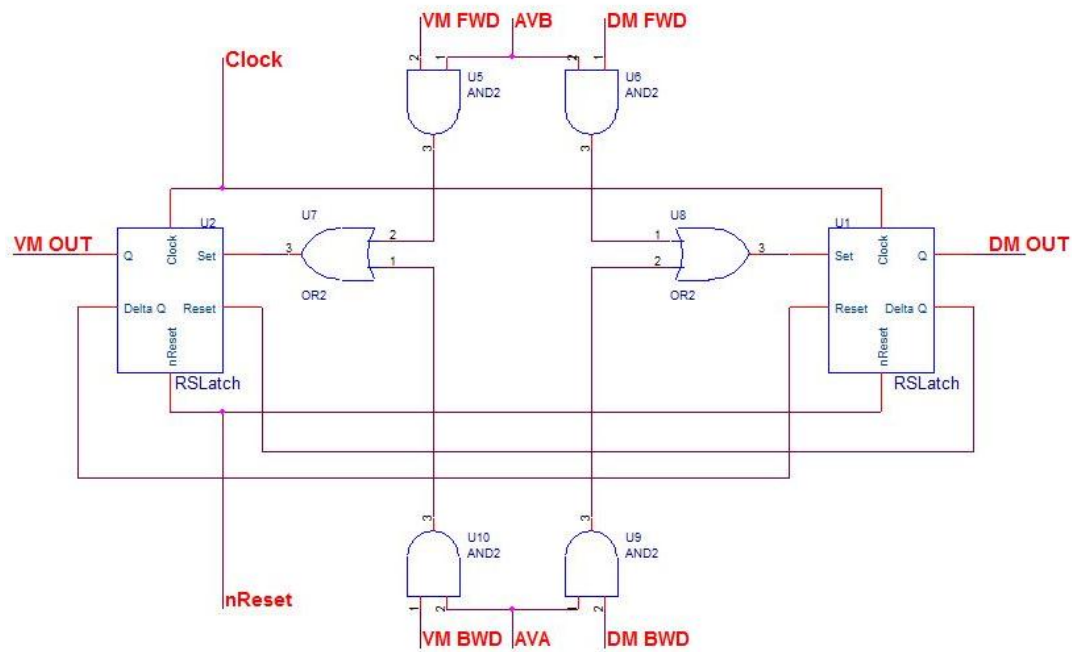 VM FWD AVB DM FWD
2 1 2 1
Clock
U5
AND2
U6
AND2
3 3
U2 U7 U8 U1
VM OUT
Q Clock Set
3 2
1
OR2
1
2 3
OR2
Set Clock Q
DM OUT
Delta Q Reset
nReset
RSLatch
Reset Delta Q
nReset
RSLatch
3 3
U10
AND2
U9
AND2
nReset
1 2 1 2
VM BWD AVA DM BWD